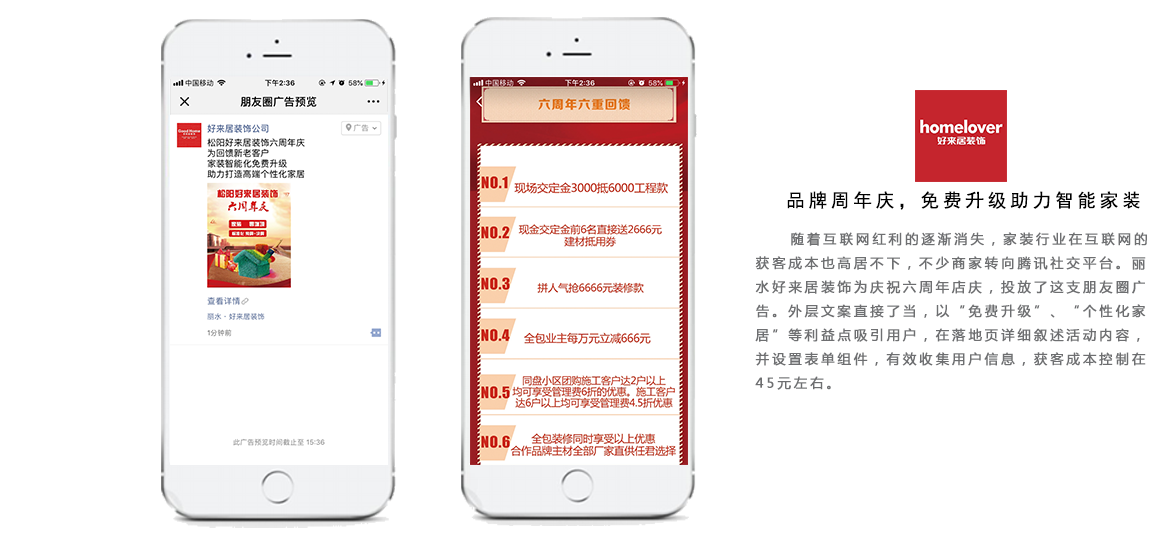 中国移动
下午2:36
58%
朋友圈广告预览
Good Home
好来居装饰公司
广告
松阳好来居装饰六周年庆
为回馈新老客户
家装智能化免费升级
助力打造高端个性化家居
松阳好来居装饰
六周年庆
查看详情
丽水·好来居装饰
1分钟前
此广告预览时间截止至 15:36
中国移动
下午2:36
58%
六周年六重回馈
NO.1
现场交定金3000抵6000工程款
NO.2
现金交定金前6名直接送2666元
建材抵用券
NO.3
拼人气抢6666元装修款
NO.4
全包业主每万元立减666元
NO.5
同盘小区团购施工客户达2户以上
均可享受管理费6折的优惠。施工客户
达6户以上均可享受管理费4.5折优惠
NO.6
全包装修同时享受以上优惠
合作品牌主材全部厂家直供任君选择
homelover
好来居装饰
品牌周年庆，免费升级助力智能家装
随着互联网红利的逐渐消失，家装行业在互联网的
获客成本也高居不下，不少商家转向腾讯社交平台。丽
水好来居装饰为庆祝六周年店庆，投放了这支朋友圈广
告。外层文案直接了当，以“免费升级”、“个性化家
居”等利益点吸引用户，在落地页详细叙述活动内容，
并设置表单组件，有效收集用户信息，获客成本控制在
45元左右。